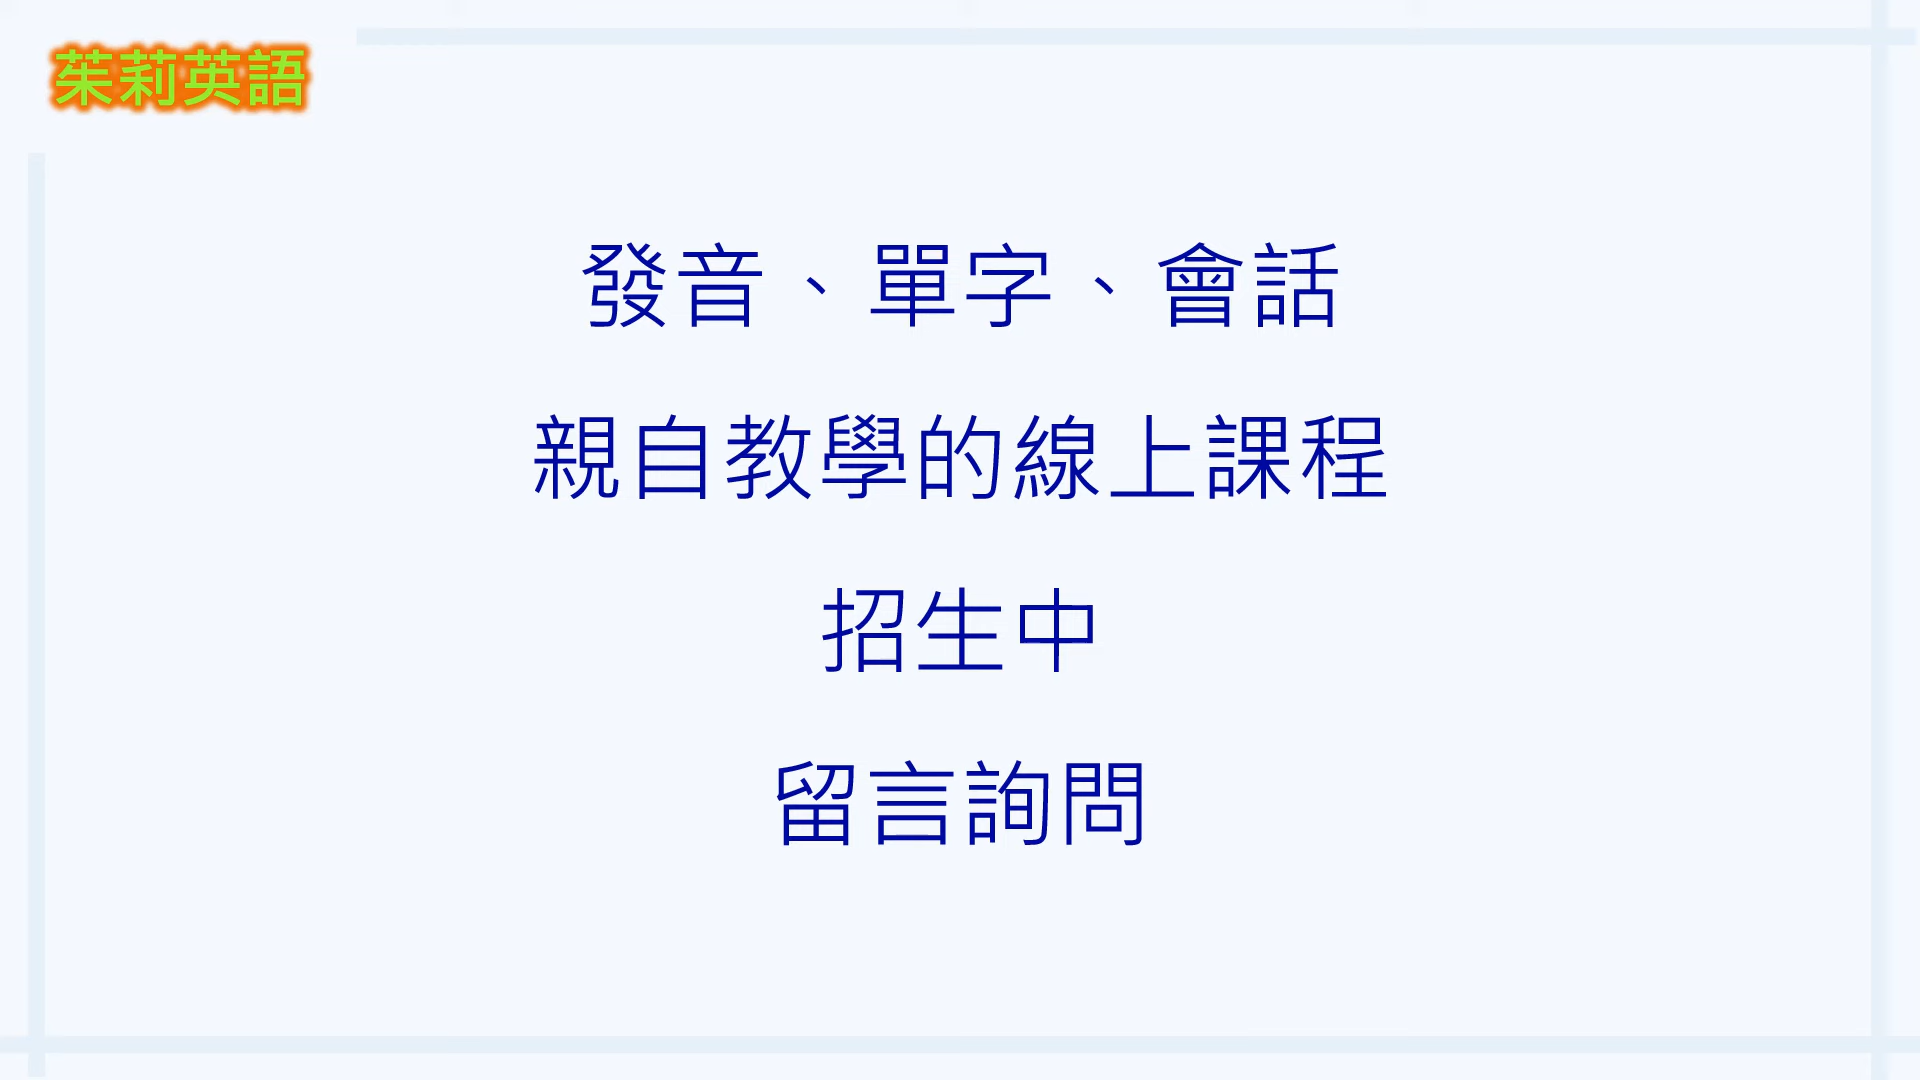 茱莉英語
發音、單字、會話
親自教學的線上課程
招生中
留言詢問